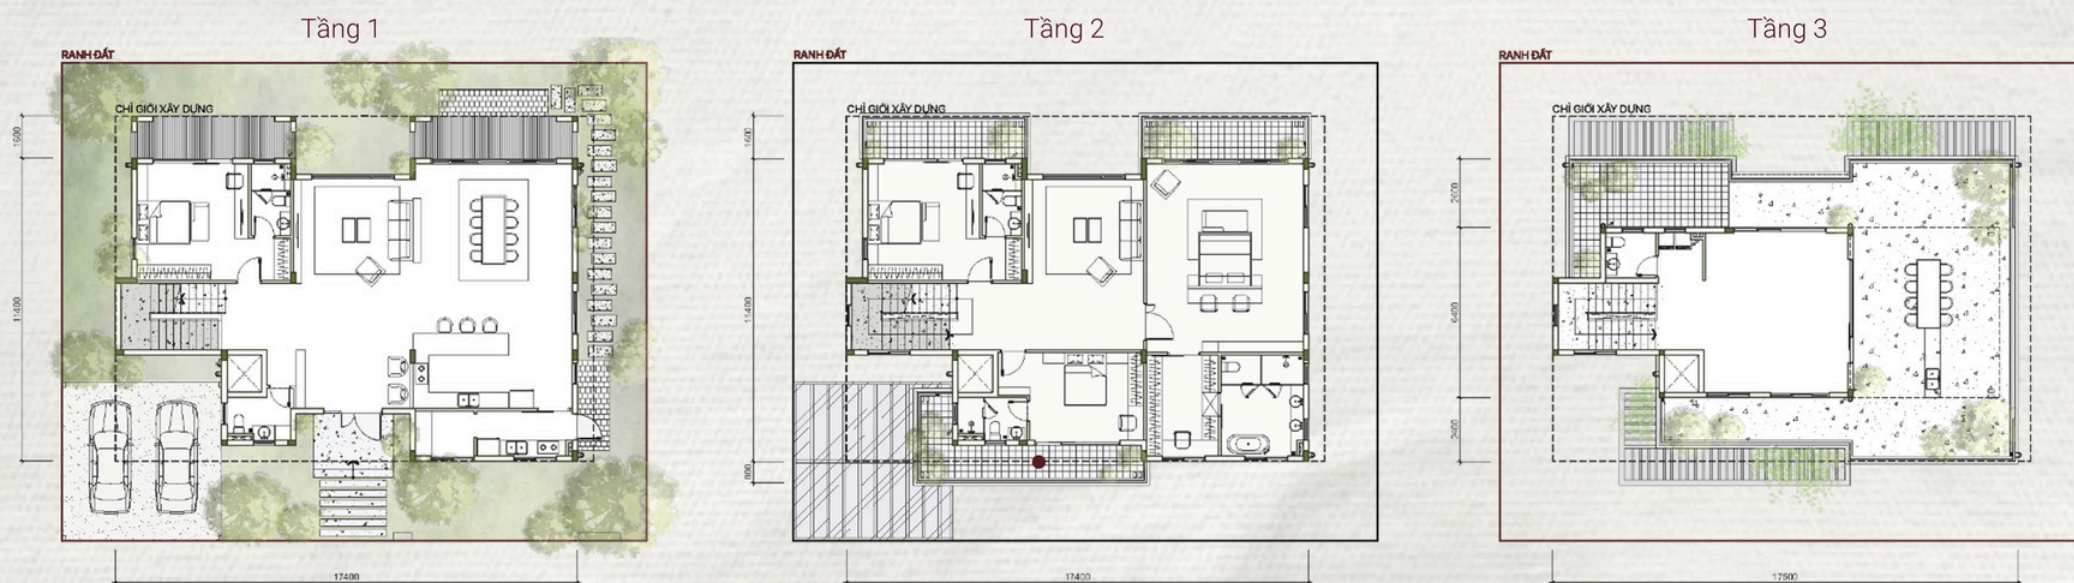 Tầng 1
RANH ĐẤT
CHỈ GIỚI XÂY DỰNG
1600
11400
17400
Tầng 2
RANH ĐẤT
CHỈ GIỚI XÂY DỰNG
1600
11400
800
17400
Tầng 3
RANH ĐẤT
CHỈ GIỚI XÂY DỰNG
2600
6400
2400
17500